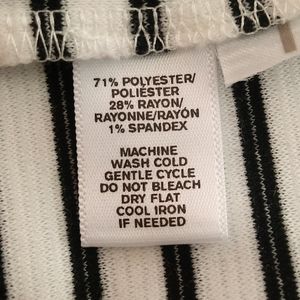 71% POLYESTER/
POLIÉSTER
28% RAYON/
RAYONNE/RAYÓN
1% SPANDEX
MACHINE
WASH COLD
GENTLE CYCLE
DO NOT BLEACH
DRY FLAT
COOL IRON
IF NEEDED